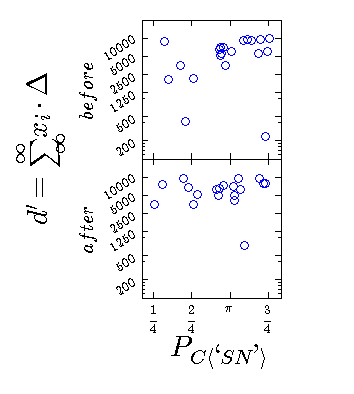 d' = ∞∑∞ x_i · Δ
before
10000
5000
2500
1250
500
200
after
10000
5000
2500
1250
500
200
1/4 2/4 π 3/4
P_{C⟨'SN'⟩}